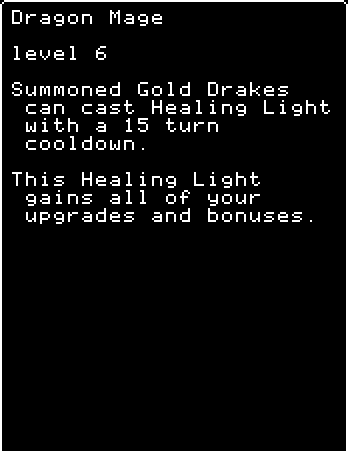 Dragon Mage
level 6
Summoned Gold Drakes
can cast Healing Light
with a 15 turn
cooldown.
This Healing Light
gains all of your
upgrades and bonuses.